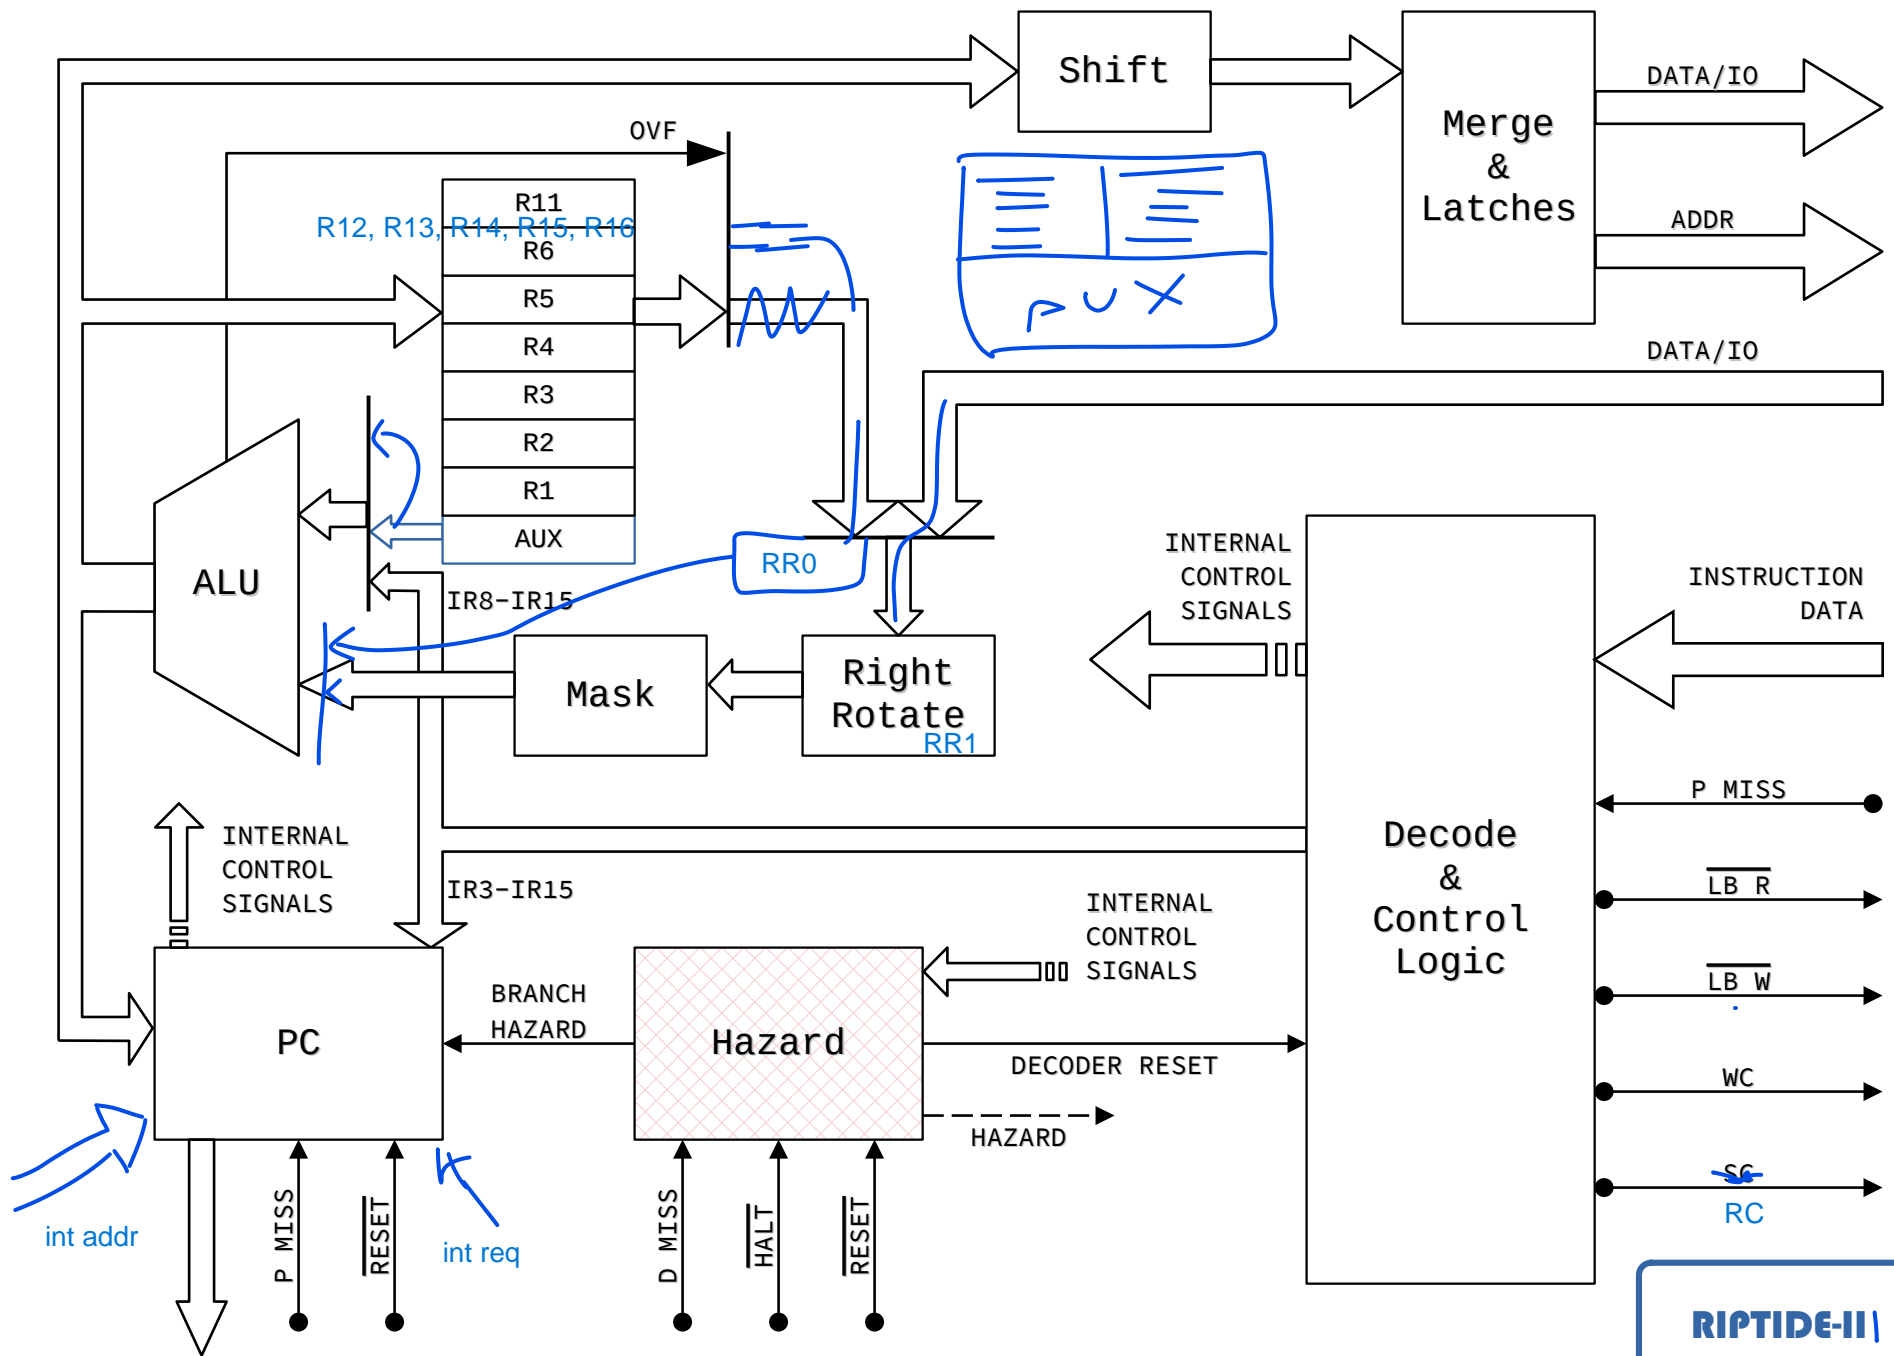 Shift
Merge
&
Latches
DATA/IO
ADDR
DATA/IO
OVF
R11
R12, R13, R14, R15, R16
R6
R5
R4
R3
R2
R1
AUX
ALU
IR8-IR15
RR0
Mask
Right
Rotate
RR1
INTERNAL
CONTROL
SIGNALS
INSTRUCTION
DATA
P MISS
LB R
LB W
WC
SC
RC
Decode
&
Control
Logic
INTERNAL
CONTROL
SIGNALS
IR3-IR15
INTERNAL
CONTROL
SIGNALS
PC
BRANCH
HAZARD
Hazard
DECODER RESET
HAZARD
int addr
P MISS
RESET
int req
D MISS
HALT
RESET
RIPTIDE-II